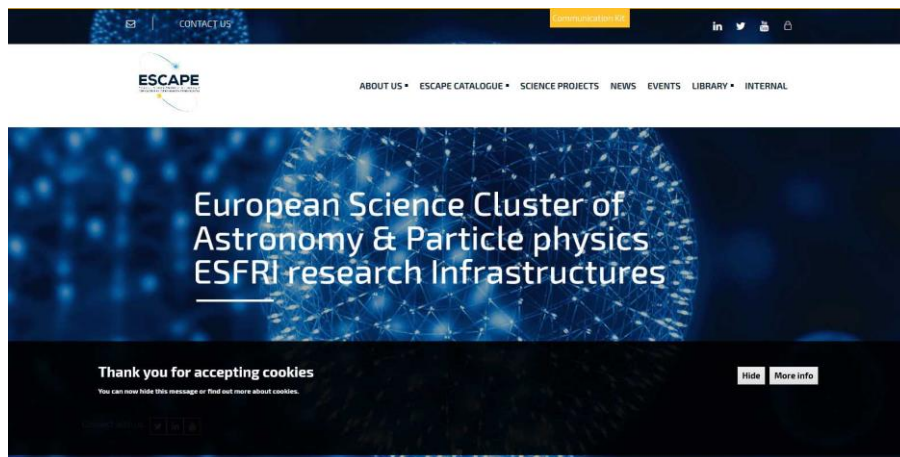 CONTACT US
Communication Kit
ESCAPE
ABOUT US ESCAPE CATALOGUE SCIENCE PROJECTS NEWS EVENTS LIBRARY INTERNAL
European Science Cluster of
Astronomy & Particle physics
ESFRI research Infrastructures
Thank you for accepting cookies
Hide More info
You can now hide this message or find out more about cookies.